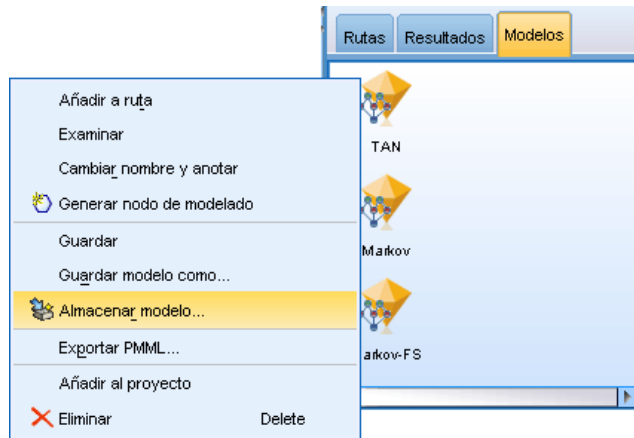 Rutas Resultados Modelos
Añadir a ruta
Examinar
Cambiar nombre y anotar
Generar nodo de modelado
Guardar
Guardar modelo como...
Almacenar modelo...
Exportar PMML...
Añadir al proyecto
Eliminar Delete
TAN
Markov
arkov-FS